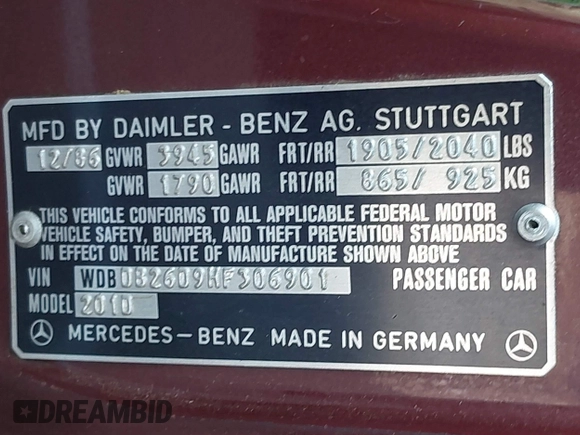 MFD BY DAIMLER - BENZ AG. STUTTGART
12/86 GVWR 3945 GAWR FRT/RR 1905/2040 LBS
GVWR 1790 GAWR FRT/RR 865/ 925 KG
THIS VEHICLE CONFORMS TO ALL APPLICABLE FEDERAL MOTOR
VEHICLE SAFETY, BUMPER, AND THEFT PREVENTION STANDARDS
IN EFFECT ON THE DATE OF MANUFACTURE SHOWN ABOVE
VIN WDBDB2609HF306901 PASSENGER CAR
MODEL 201D
MERCEDES-BENZ MADE IN GERMANY
DREAMBID